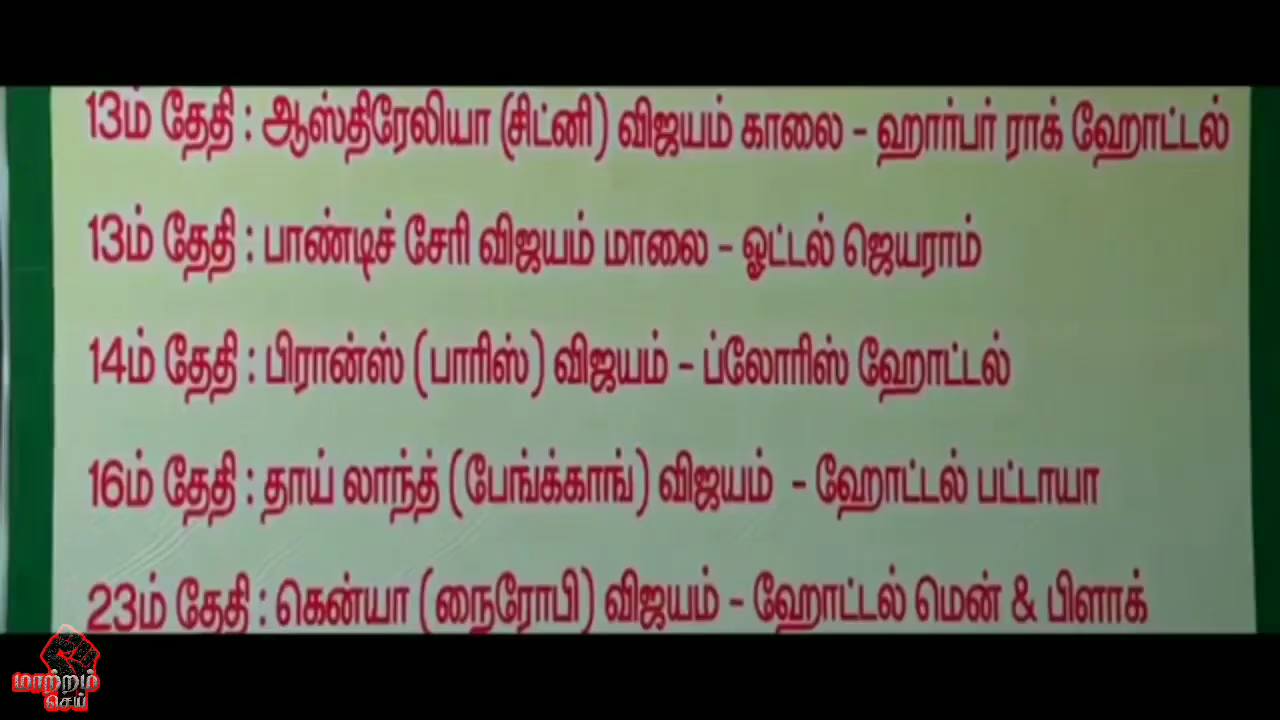 13ம் தேதி : ஆஸ்திரேலியா (சிட்னி) விஜயம் காலை - ஹார்பர் ராக் ஹோட்டல்
13ம் தேதி : பாண்டிச் சேரி விஜயம் மாலை - ஓட்டல் ஜெயராம்
14ம் தேதி : பிரான்ஸ் (பாரிஸ்) விஜயம் - ப்லோரிஸ் ஹோட்டல்
16ம் தேதி : தாய் லாந்த் (பேங்க்காங்) விஜயம் - ஹோட்டல் பட்டாயா
23ம் தேதி : கென்யா (நைரோபி) விஜயம் - ஹோட்டல் மென் & பிளாக்
மாற்றம்
செய்